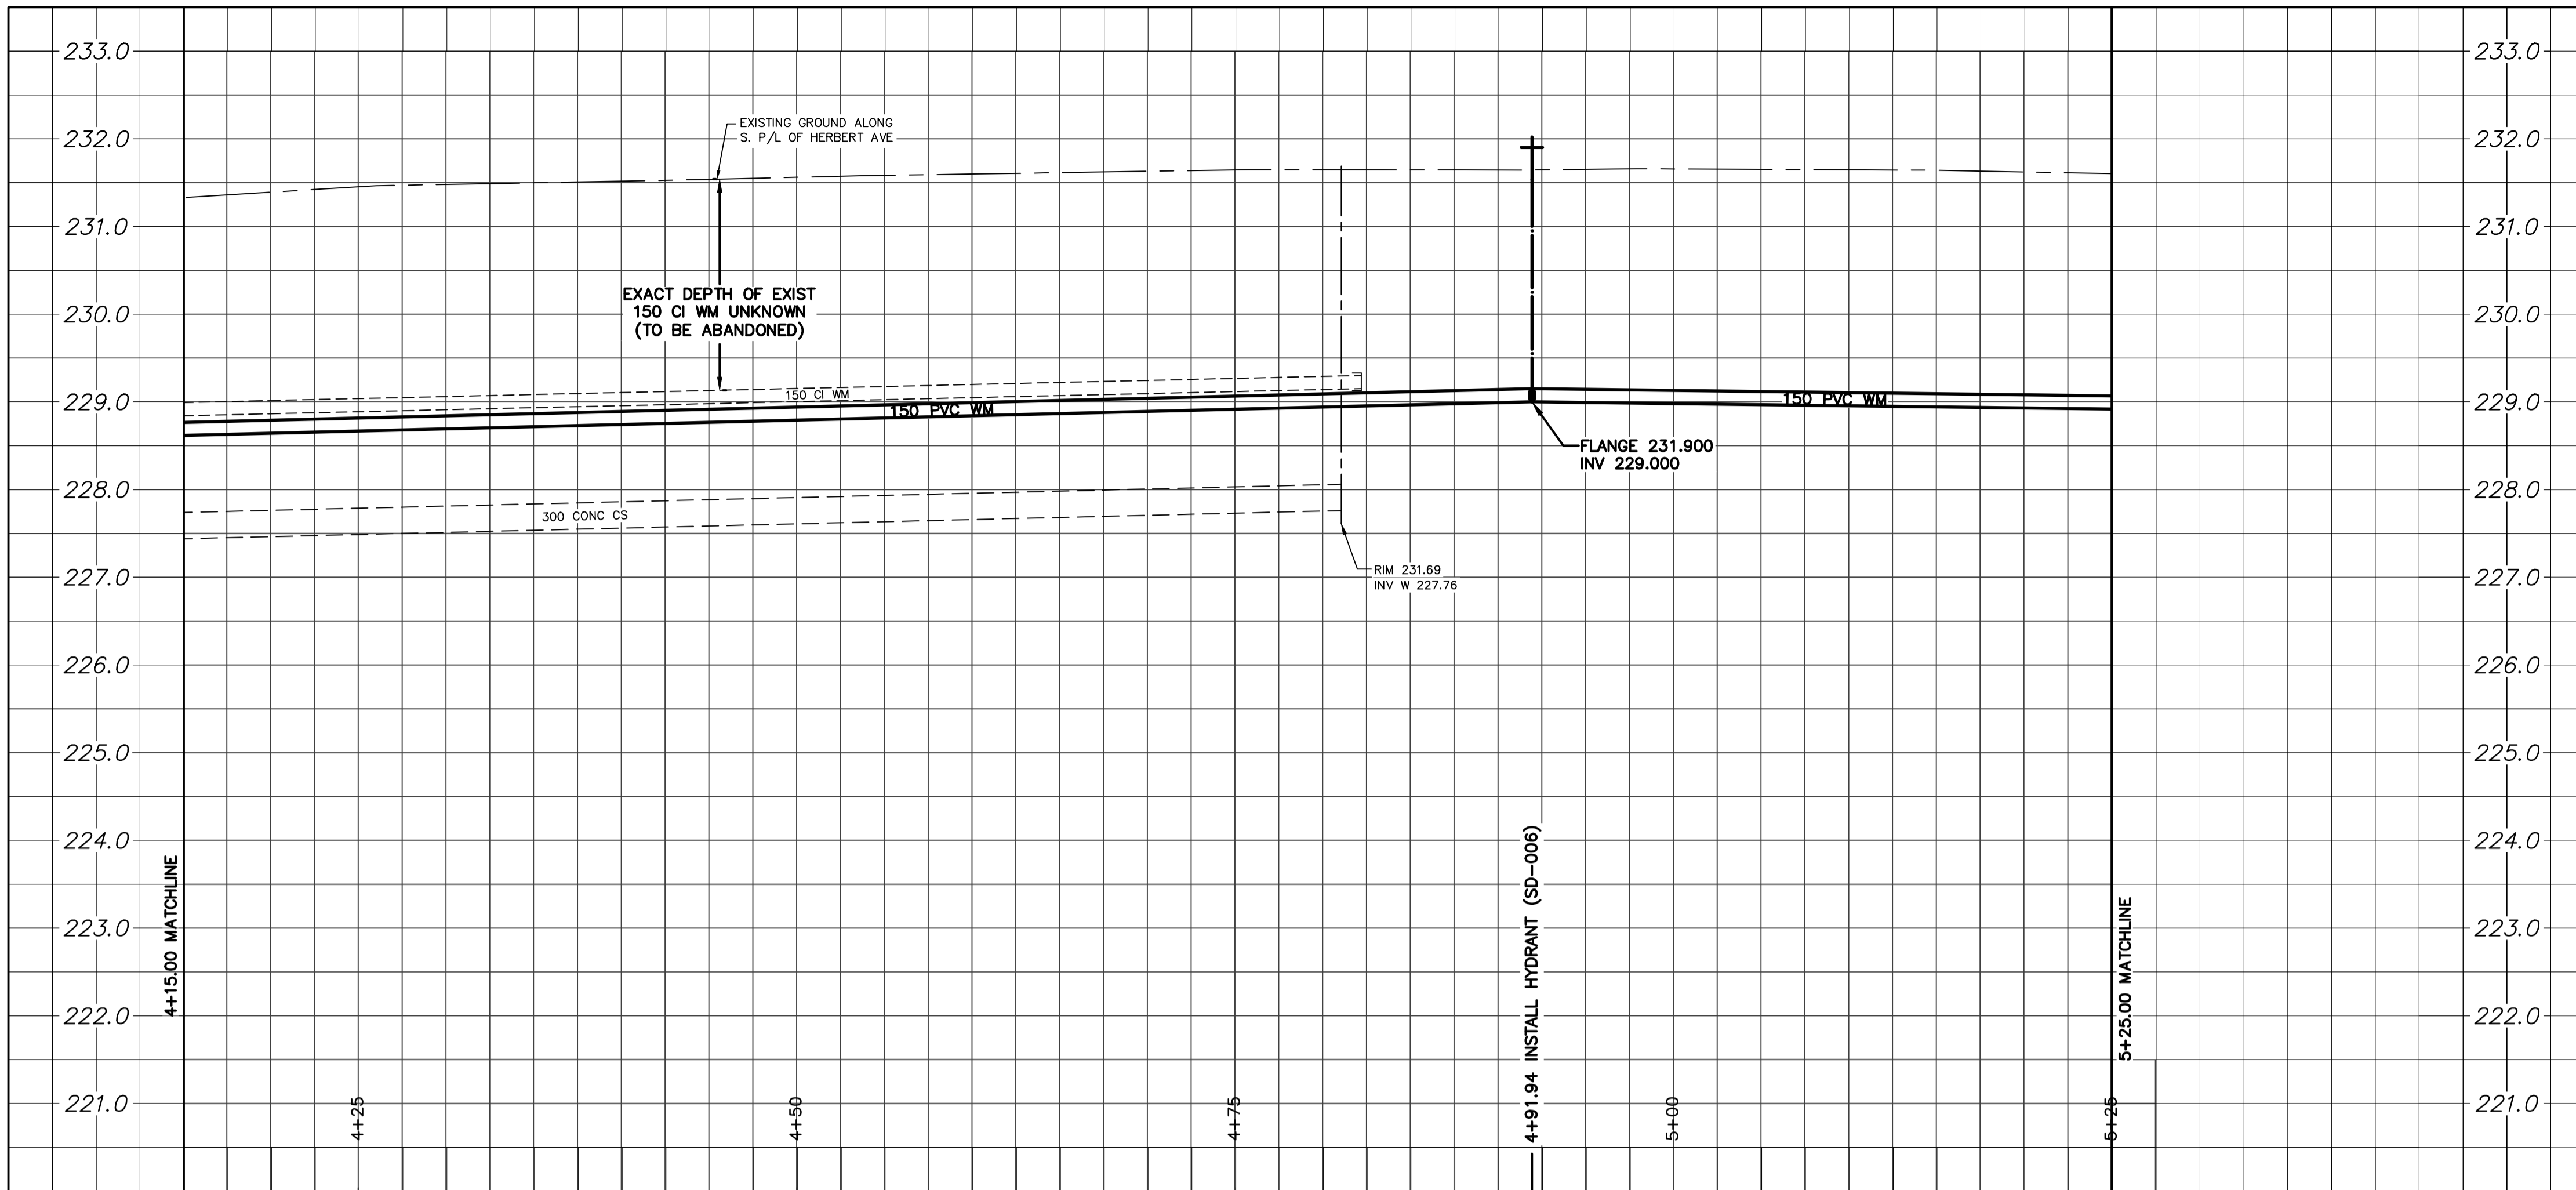 233.0
233.0
EXISTING GROUND ALONG
S. P/L OF HERBERT AVE
232.0
232.0
231.0
231.0
EXACT DEPTH OF EXIST
150 CI WM UNKNOWN
(TO BE ABANDONED)
230.0
230.0
150 CI WM
229.0
150 PVC WM
150 PVC WM
229.0
FLANGE 231.900
INV 229.000
228.0
228.0
300 CONC CS
227.0
RIM 231.69
INV W 227.76
227.0
226.0
226.0
225.0
225.0
224.0
224.0
223.0
223.0
222.0
222.0
221.0
221.0
4+15.00 MATCHLINE
4+25
4+50
4+75
4+91.94 INSTALL HYDRANT (SD-006)
5+00
5+25
5+25.00 MATCHLINE